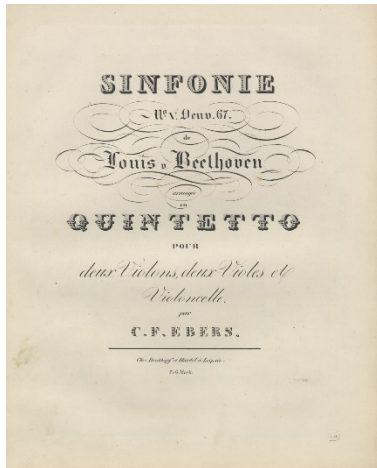 SINFONIE
No. V. Oeuv. 67.
de
Louis v. Beethoven
arrangée
en
QUINTETTO
POUR
deux Violons, deux Violes et
Violoncelle.
par
C. F. EBERS.
Chez Breitkopf et Härtel à Leipsic.